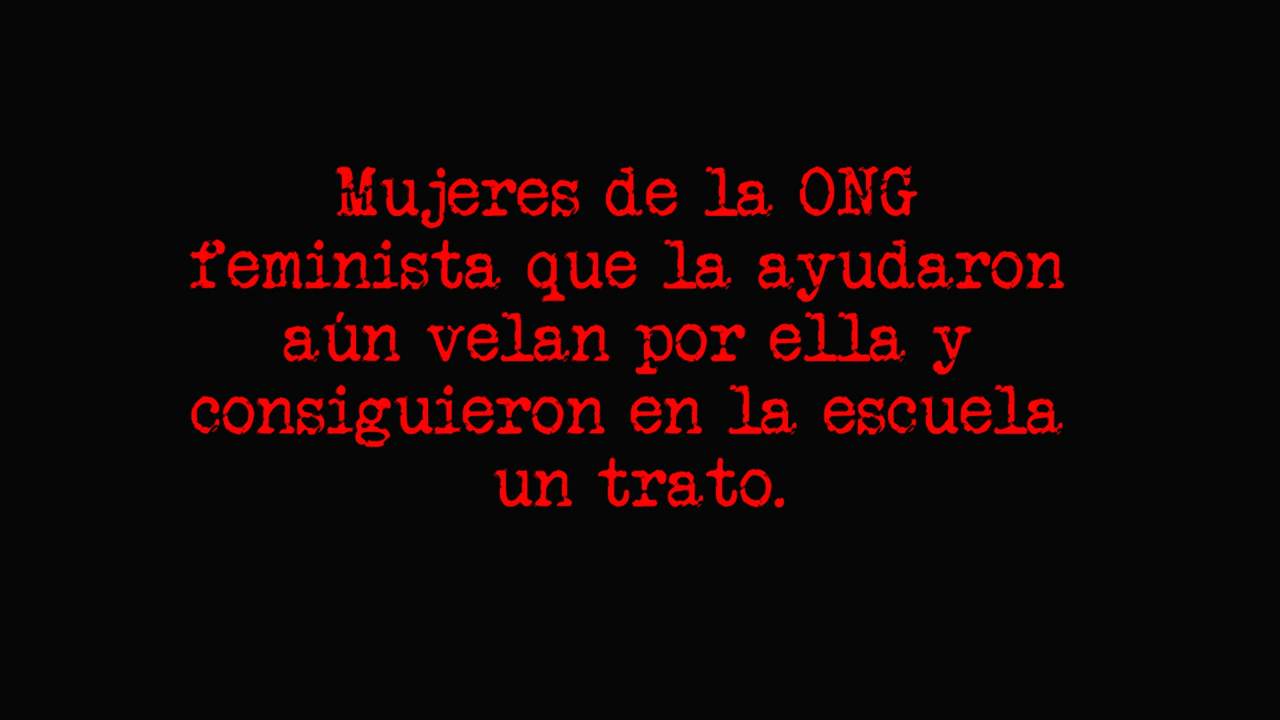 Mujeres de la ONG
feminista que la ayudaron
aún velan por ella y
consiguieron en la escuela
un trato.